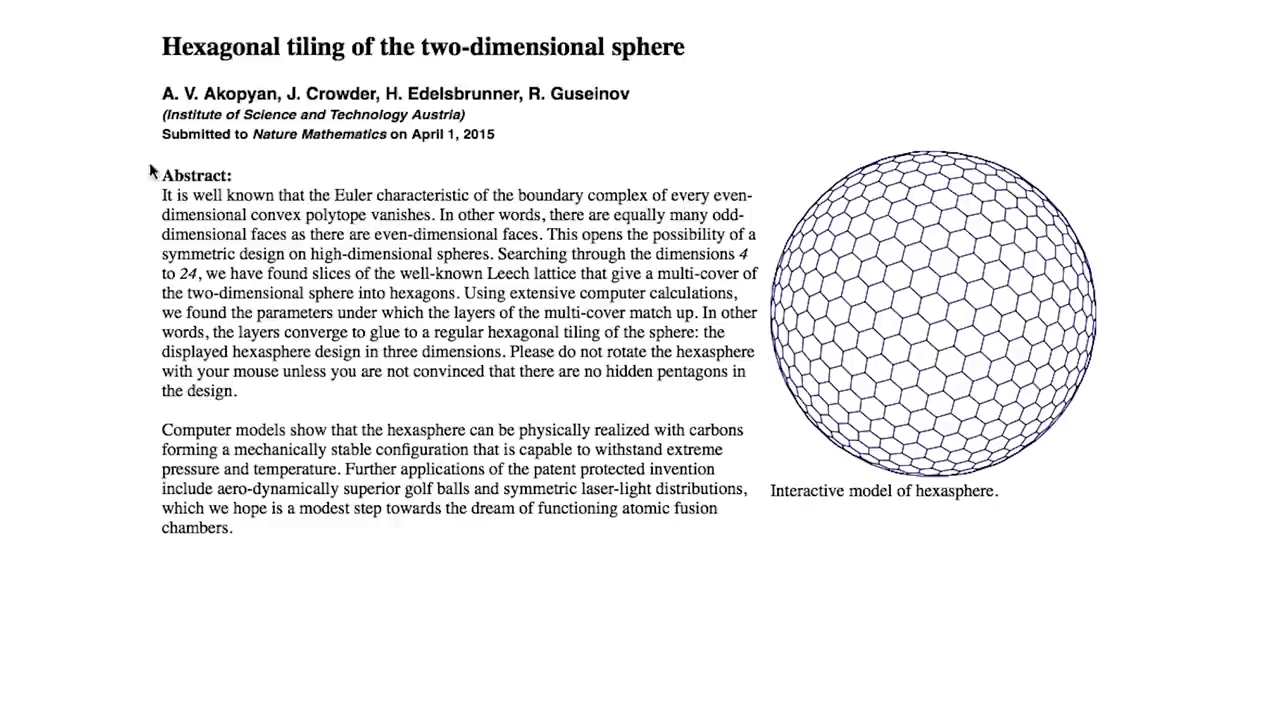 Hexagonal tiling of the two-dimensional sphere
A. V. Akopyan, J. Crowder, H. Edelsbrunner, R. Guseinov
(Institute of Science and Technology Austria)
Submitted to Nature Mathematics on April 1, 2015
Abstract:
It is well known that the Euler characteristic of the boundary complex of every even-
dimensional convex polytope vanishes. In other words, there are equally many odd-
dimensional faces as there are even-dimensional faces. This opens the possibility of a
symmetric design on high-dimensional spheres. Searching through the dimensions 4
to 24, we have found slices of the well-known Leech lattice that give a multi-cover of
the two-dimensional sphere into hexagons. Using extensive computer calculations,
we found the parameters under which the layers of the multi-cover match up. In other
words, the layers converge to glue to a regular hexagonal tiling of the sphere: the
displayed hexasphere design in three dimensions. Please do not rotate the hexasphere
with your mouse unless you are not convinced that there are no hidden pentagons in
the design.
Computer models show that the hexasphere can be physically realized with carbons
forming a mechanically stable configuration that is capable to withstand extreme
pressure and temperature. Further applications of the patent protected invention
include aero-dynamically superior golf balls and symmetric laser-light distributions,
which we hope is a modest step towards the dream of functioning atomic fusion
chambers.
Interactive model of hexasphere.